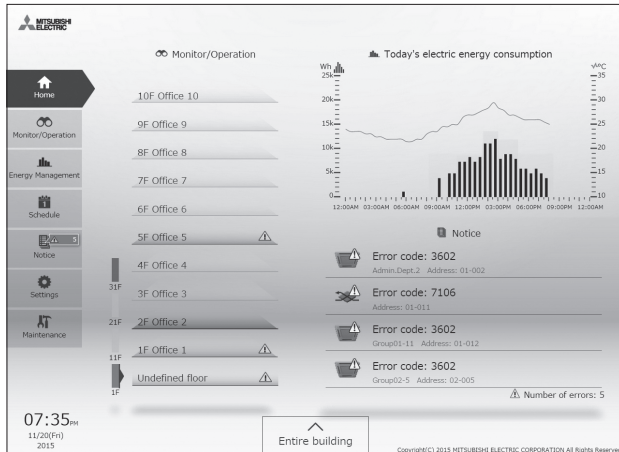 MITSUBISHI
ELECTRIC
Home
Monitor/Operation
Energy Management
Schedule
5
Notice
Settings
Maintenance
07:35PM
11/20(Fri)
2015
Monitor/Operation
10F Office 10
9F Office 9
8F Office 8
7F Office 7
6F Office 6
5F Office 5
4F Office 4
3F Office 3
2F Office 2
1F Office 1
Undefined floor
31F
21F
11F
1F
Entire building
Today's electric energy consumption
Wh
25k
20k
15k
10k
5k
0
°C
35
30
25
20
15
10
12:00AM 03:00AM 06:00AM 09:00AM 12:00PM 03:00PM 06:00PM 09:00PM 12:00AM
Notice
Error code: 3602
Admin.Dept.2 Address: 01-002
Error code: 7106
Address: 01-011
Error code: 3602
Group01-11 Address: 01-012
Error code: 3602
Group02-5 Address: 02-005
Number of errors: 5
Copyright(C) 2015 MITSUBISHI ELECTRIC CORPORATION All Rights Reserved